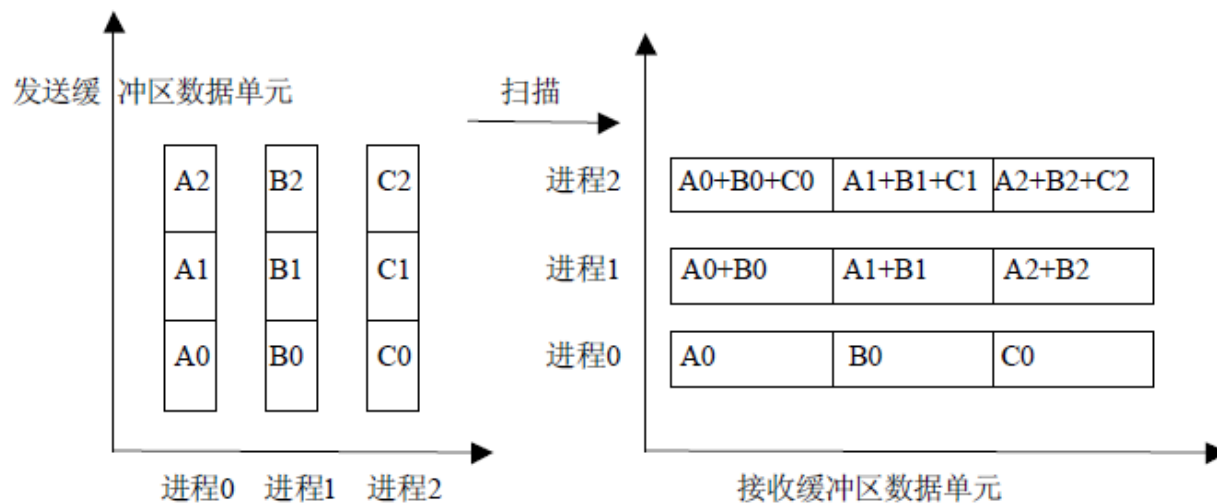 发送缓冲区数据单元
扫描
A2 B2 C2
A1 B1 C1
A0 B0 C0
进程0 进程1 进程2
进程2 A0+B0+C0 A1+B1+C1 A2+B2+C2
进程1 A0+B0 A1+B1 A2+B2
进程0 A0 B0 C0
接收缓冲区数据单元